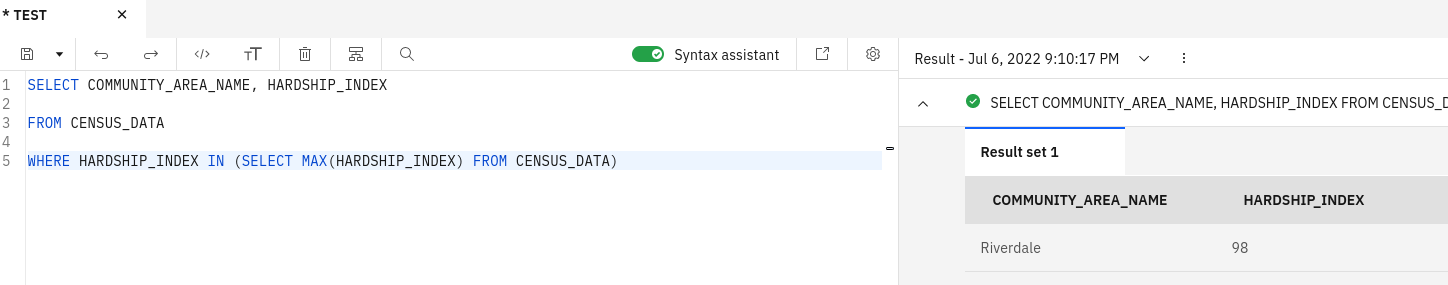 * TEST
Syntax assistant
1 SELECT COMMUNITY_AREA_NAME, HARDSHIP_INDEX
2
3 FROM CENSUS_DATA
4
5 WHERE HARDSHIP_INDEX IN (SELECT MAX(HARDSHIP_INDEX) FROM CENSUS_DATA)
Result - Jul 6, 2022 9:10:17 PM
SELECT COMMUNITY_AREA_NAME, HARDSHIP_INDEX FROM CENSUS_D
Result set 1
COMMUNITY_AREA_NAME HARDSHIP_INDEX
Riverdale 98